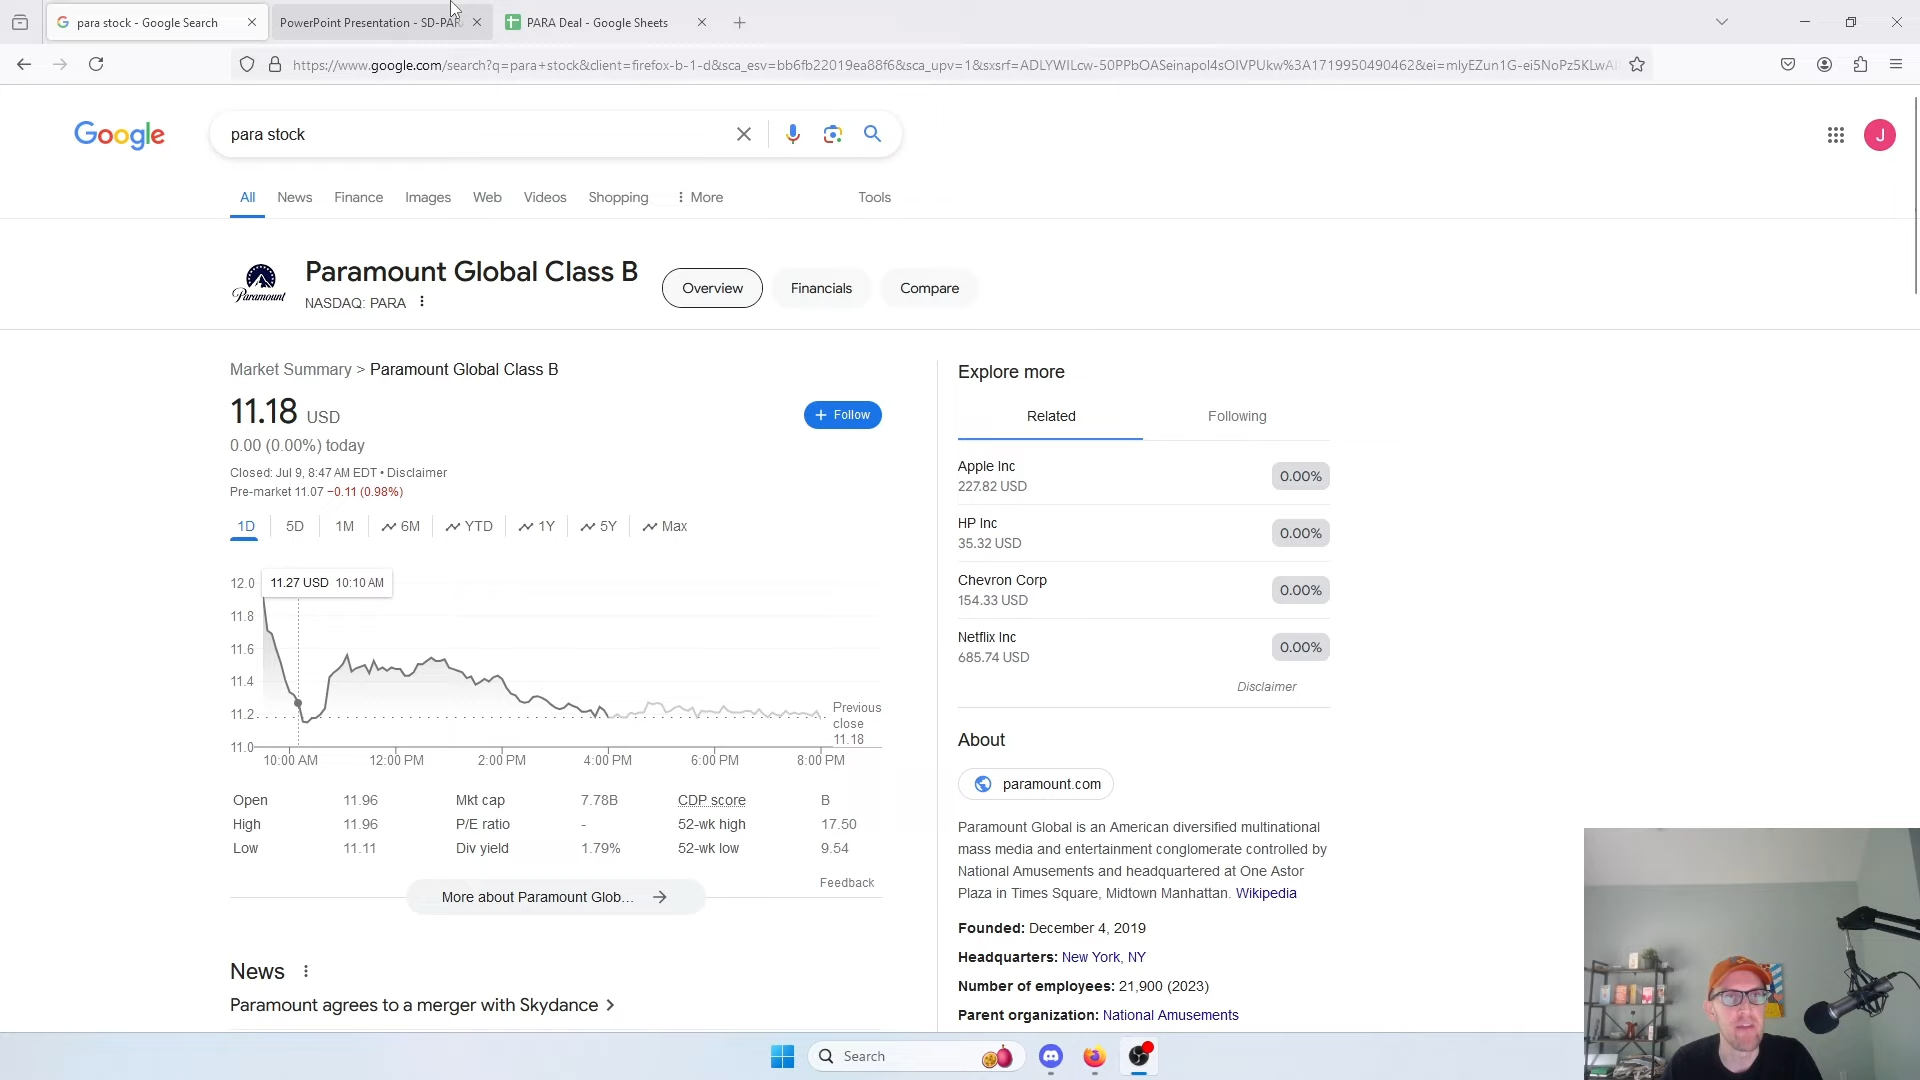 para stock - Google Search
PowerPoint Presentation - SD-PAR
PARA Deal - Google Sheets
https://www.google.com/search?q=para+stock&client=firefox-b-1-d&sca_esv=bb6fb22019ea88f6&sca_upv=1&sxsrf=ADLYWILcw-50PPbOASeinapol4sOIVPUkw%3A1719950490462&ei=mlyEZun1G-ei5NoPz5KLwAI
Google
para stock
J
All News Finance Images Web Videos Shopping More Tools
Paramount
Paramount Global Class B
NASDAQ: PARA
Overview Financials Compare
Market Summary > Paramount Global Class B
11.18 USD
+ Follow
0.00 (0.00%) today
Closed: Jul 9, 8:47 AM EDT • Disclaimer
Pre-market 11.07 −0.11 (0.98%)
1D 5D 1M 6M YTD 1Y 5Y Max
11.27 USD 10:10 AM
12.0
11.8
11.6
11.4
11.2
11.0
Previous
close
11.18
10:00 AM 12:00 PM 2:00 PM 4:00 PM 6:00 PM 8:00 PM
Open 11.96 Mkt cap 7.78B CDP score B
High 11.96 P/E ratio - 52-wk high 17.50
Low 11.11 Div yield 1.79% 52-wk low 9.54
Feedback
More about Paramount Glob...
News
Paramount agrees to a merger with Skydance
Explore more
Related Following
Apple Inc
227.82 USD
0.00%
HP Inc
35.32 USD
0.00%
Chevron Corp
154.33 USD
0.00%
Netflix Inc
685.74 USD
0.00%
Disclaimer
About
paramount.com
Paramount Global is an American diversified multinational
mass media and entertainment conglomerate controlled by
National Amusements and headquartered at One Astor
Plaza in Times Square, Midtown Manhattan. Wikipedia
Founded: December 4, 2019
Headquarters: New York, NY
Number of employees: 21,900 (2023)
Parent organization: National Amusements
Search